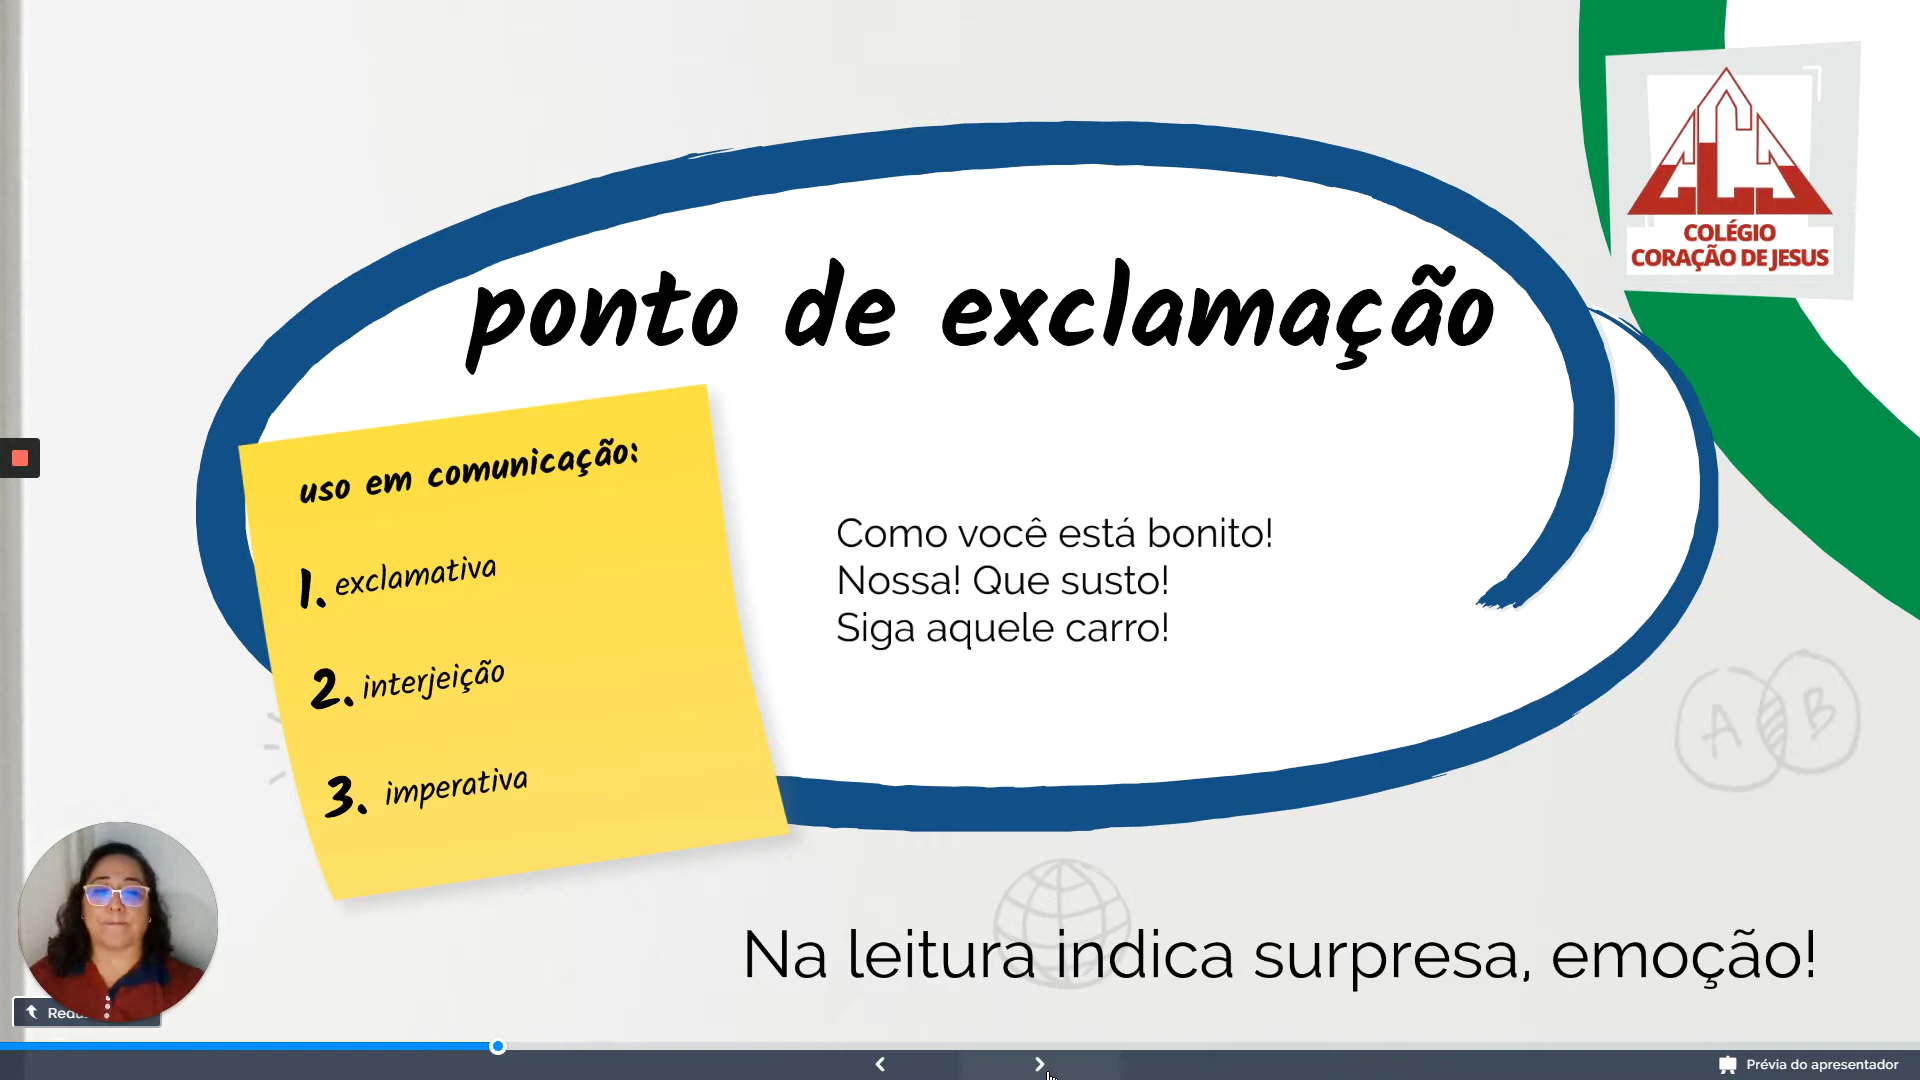 COLÉGIO
CORAÇÃO DE JESUS
ponto de exclamação
uso em comunicação:
1. exclamativa
2. interjeição
3. imperativa
Como você está bonito!
Nossa! Que susto!
Siga aquele carro!
A B
Na leitura indica surpresa, emoção!
Prévia do apresentador